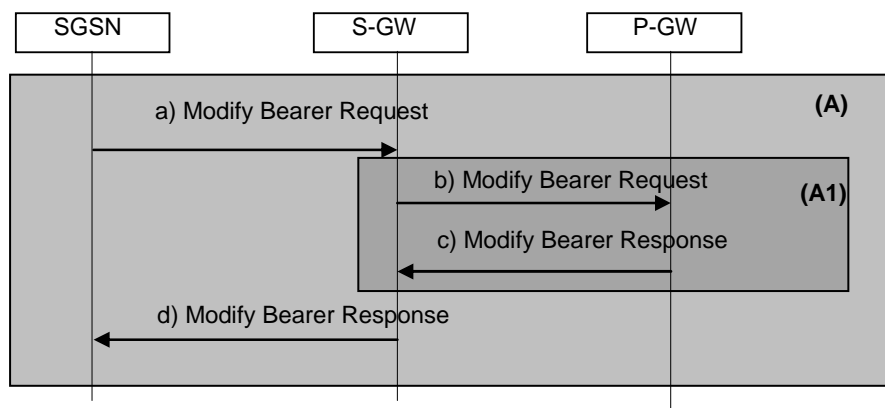 SGSN S-GW P-GW
(A)
a) Modify Bearer Request
b) Modify Bearer Request
(A1)
c) Modify Bearer Response
d) Modify Bearer Response